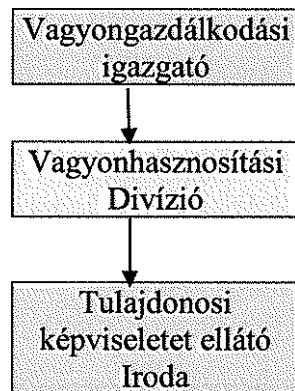 Vagyongazdálkodási
igazgató
Vagyonhasznosítási
Divízió
Tulajdonosi
képviseletet ellátó
Iroda